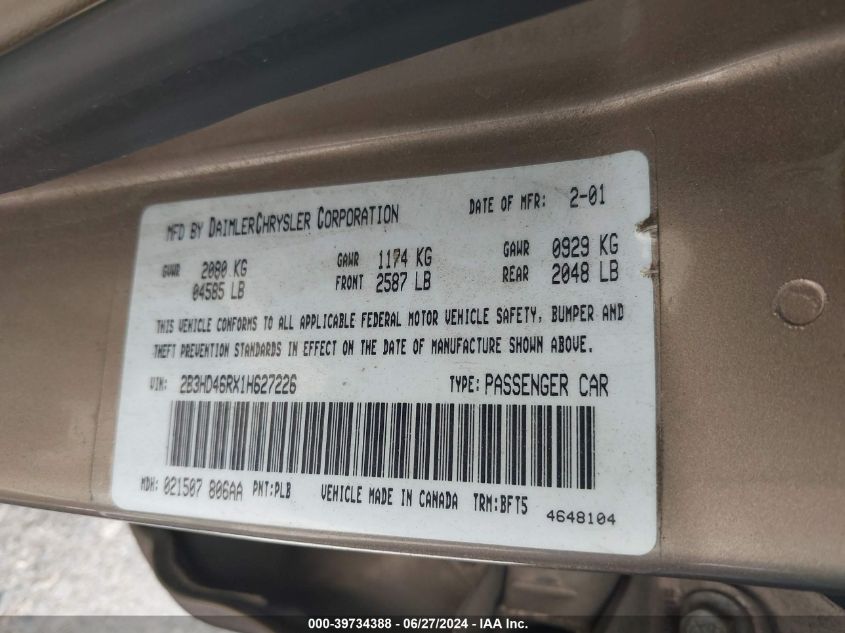 MFD BY DAIMLERCHRYSLER CORPORATION DATE OF MFR: 2-01
GVWR 2080 KG GAWR 1174 KG GAWR 0929 KG
04585 LB FRONT 2587 LB REAR 2048 LB
THIS VEHICLE CONFORMS TO ALL APPLICABLE FEDERAL MOTOR VEHICLE SAFETY, BUMPER AND
THEFT PREVENTION STANDARDS IN EFFECT ON THE DATE OF MANUFACTURE SHOWN ABOVE.
VIN: 2B3HD46RX1H627226 TYPE: PASSENGER CAR
MDH: 021507 806AA PNT:PLB VEHICLE MADE IN CANADA TRM:BFT5
4648104
000-39734388 - 06/27/2024 - IAA Inc.